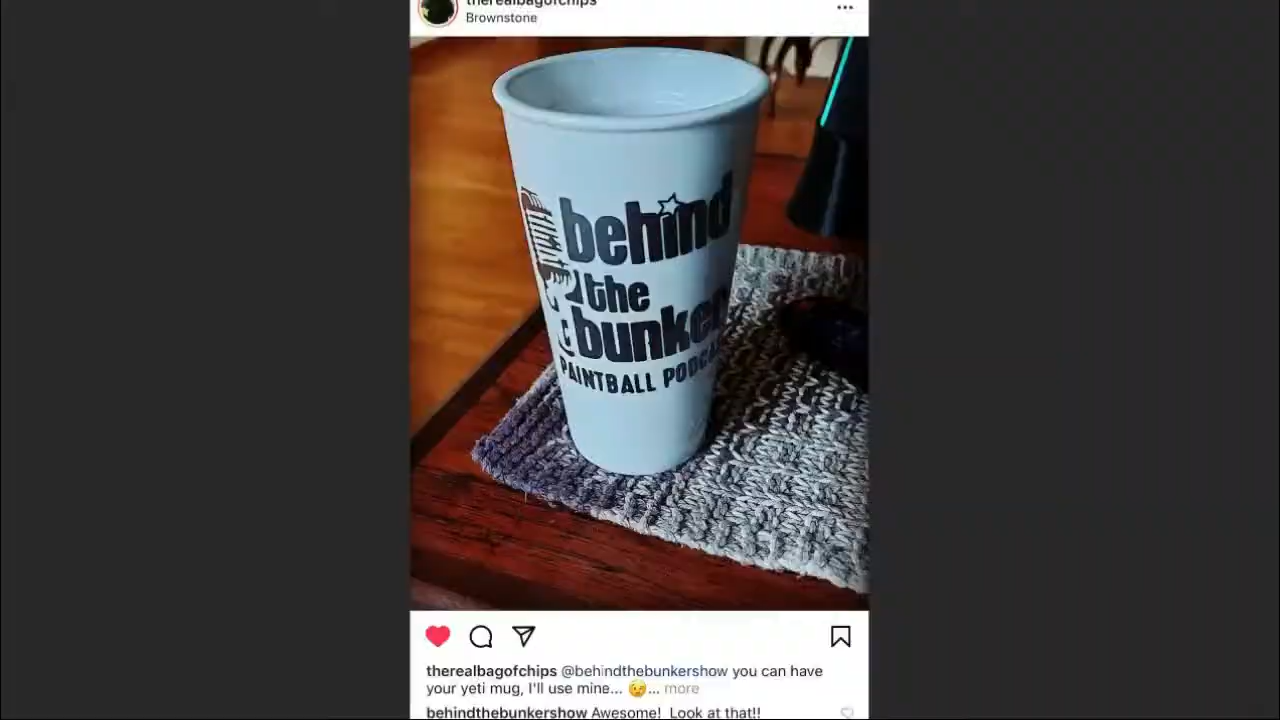 therealbagofchips
Brownstone
behind
the
bunker
PAINTBALL PODCA
therealbagofchips @behindthebunkershow you can have
your yeti mug, I'll use mine... 😉... more
behindthebunkershow Awesome! Look at that!!